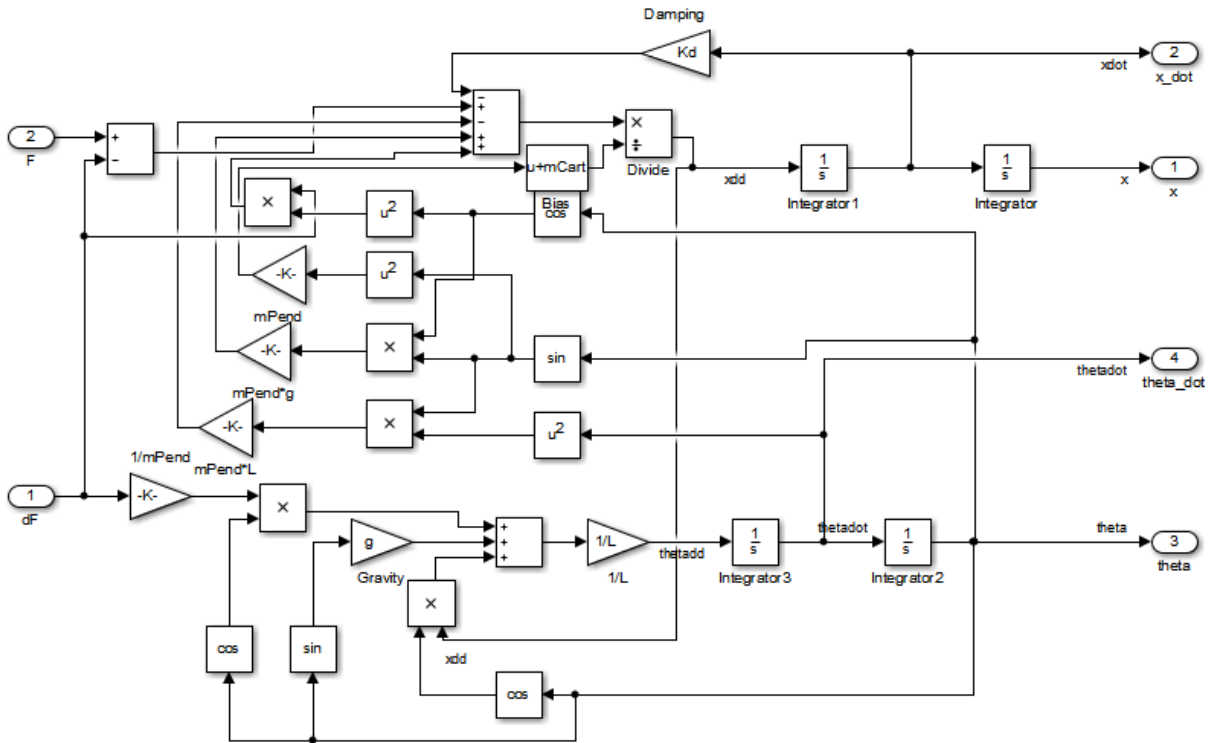 Damping
Kd
xdot
2
x_dot
−
+
−
+
+
2
F
+
−
×
÷
Divide
u+mCart
Bias
xdd
1
s
Integrator1
1
s
Integrator
x
1
x
×
u²
cos
-K-
mPend
u²
-K-
mPend*g
×
sin
thetadot
4
theta_dot
-K-
mPend*L
×
u²
1/mPend
1
dF
-K-
×
g
Gravity
+
+
+
1/L
1/L
thetadd
1
s
Integrator3
thetadot
1
s
Integrator2
theta
3
theta
×
xdd
cos
sin
cos